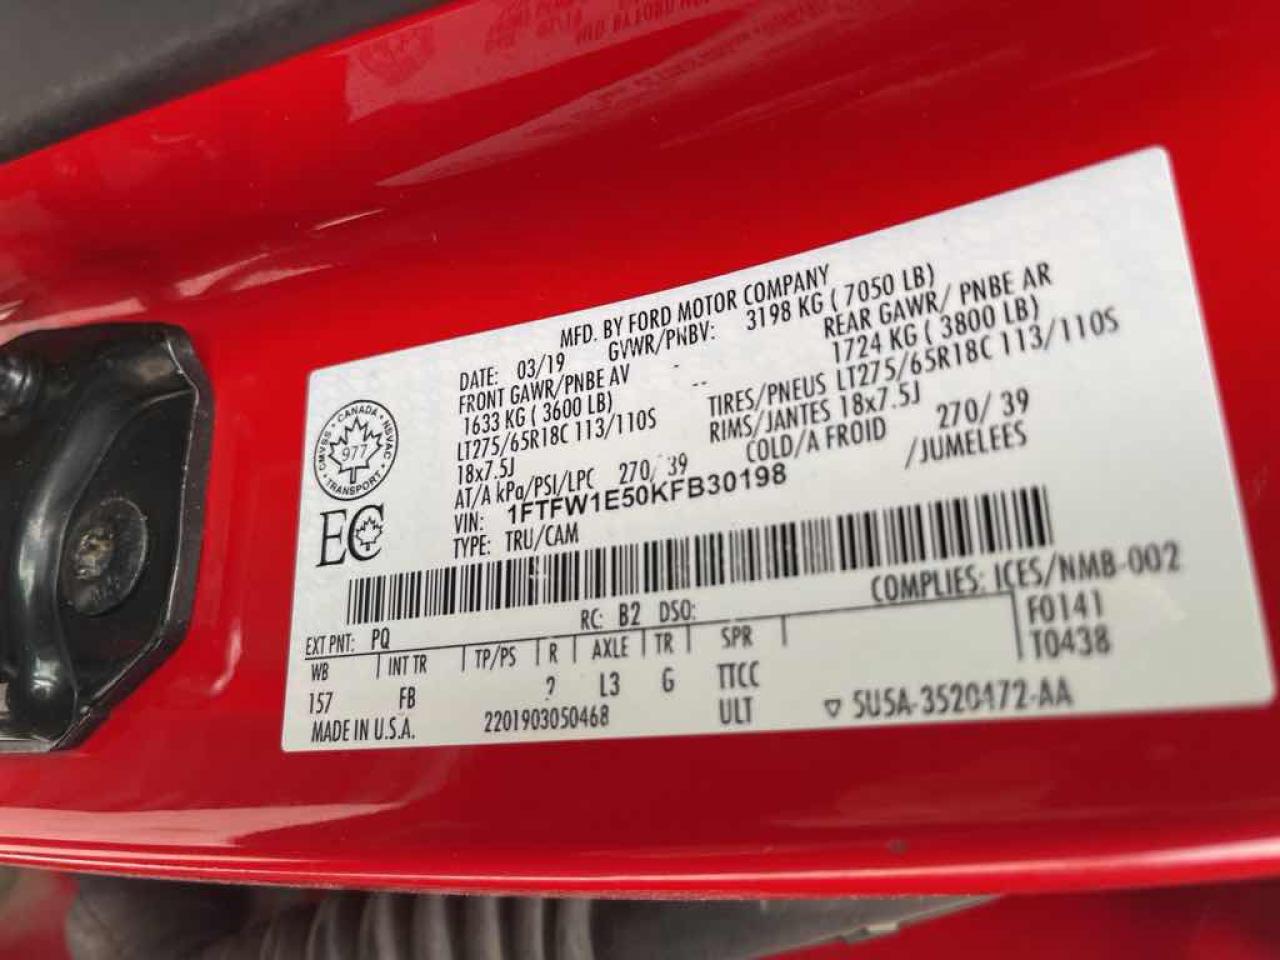 MFD. BY FORD MOTOR COMPANY
DATE: 03/19 GVWR/PNBV: 3198 KG ( 7050 LB)
FRONT GAWR/PNBE AV REAR GAWR/ PNBE AR
1633 KG ( 3600 LB) 1724 KG ( 3800 LB)
LT275/65R18C 113/110S TIRES/PNEUS LT275/65R18C 113/110S
18x7.5J RIMS/JANTES 18x7.5J
AT/A kPa/PSI/LPC 270/ 39 COLD/A FROID 270/ 39
VIN: 1FTFW1E50KFB30198 /JUMELEES
TYPE: TRU/CAM
CANADA
CMVSS NSVAC
977
TRANSPORT
EC
COMPLIES: ICES/NMB-002
EXT PNT: PQ RC: B2 DSO: F0141
WB INT TR TP/PS R AXLE TR SPR T0438
157 FB 2 L3 G TTCC
MADE IN U.S.A. 2201903050468 ULT ▽ 5U5A-3520472-AA